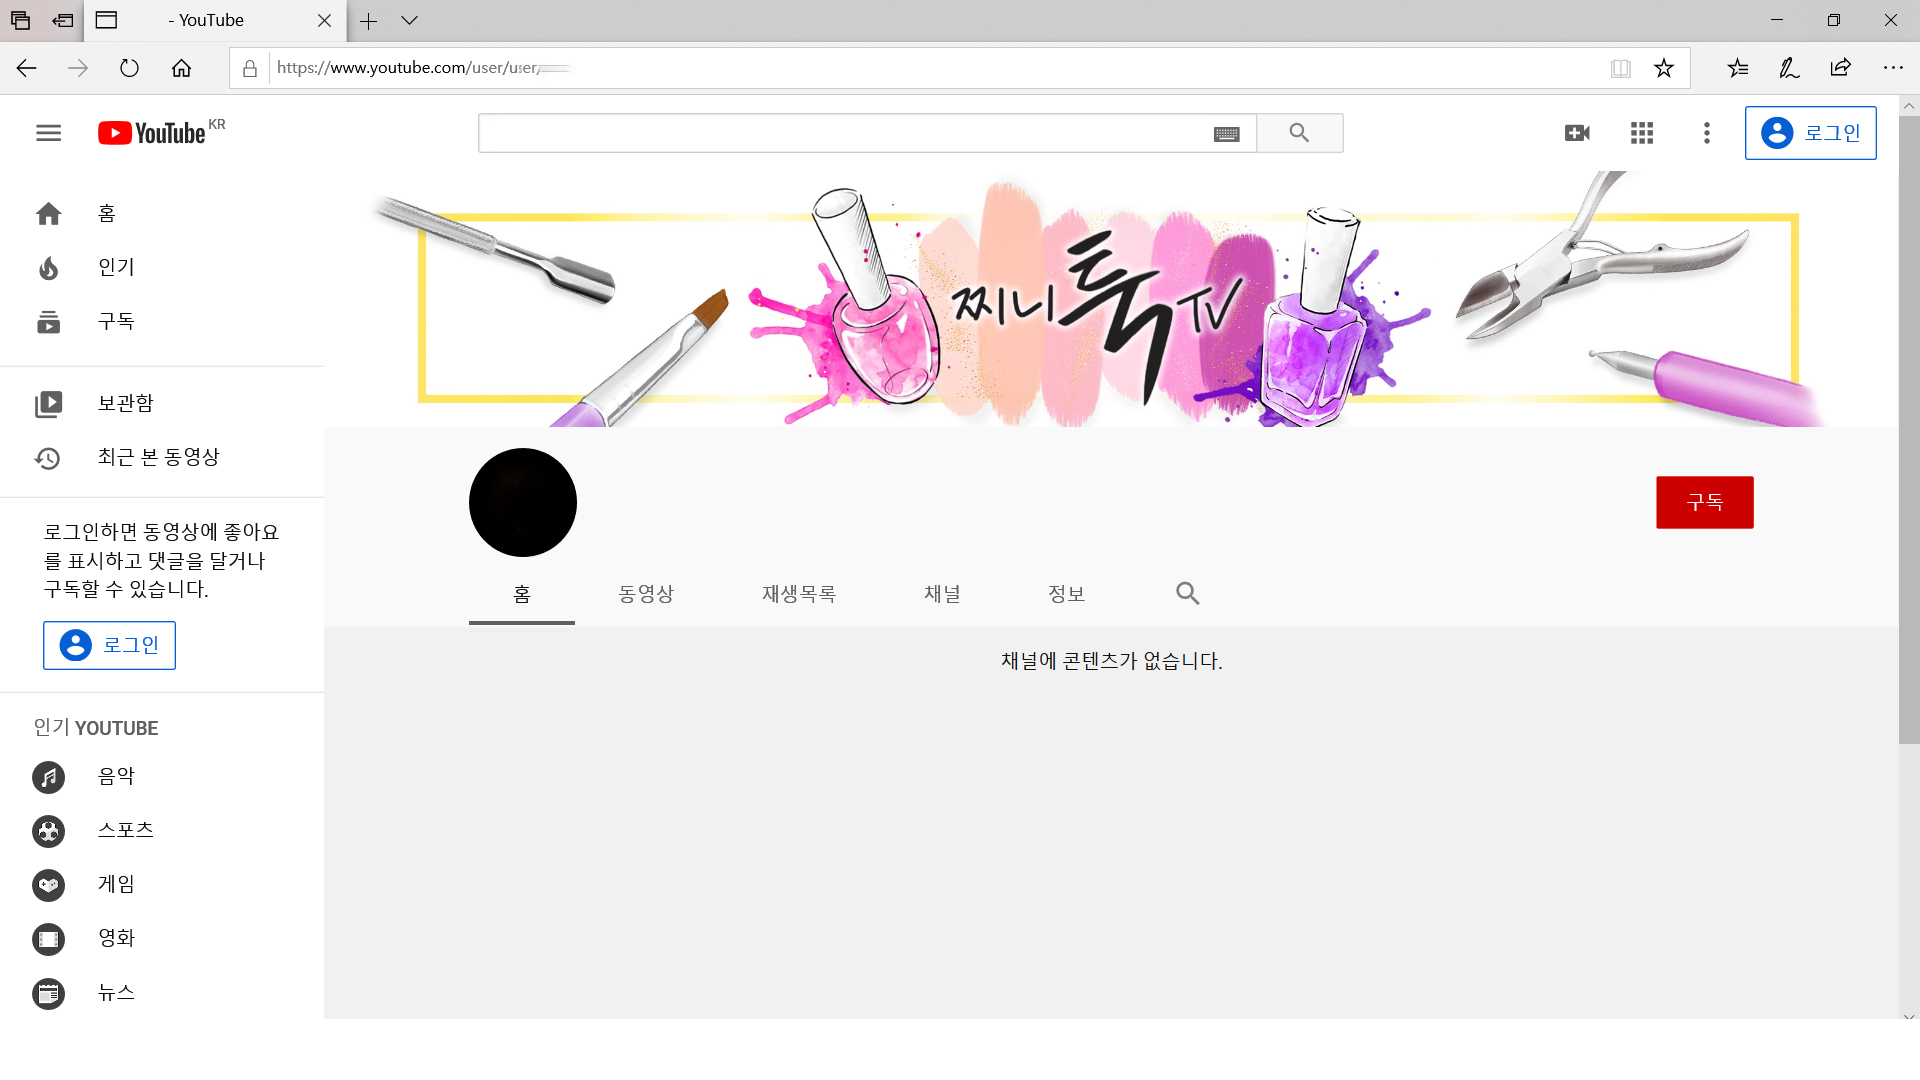 - YouTube
https://www.youtube.com/user/user/
YouTube KR
로그인
홈
인기
구독
보관함
최근 본 동영상
로그인하면 동영상에 좋아요
를 표시하고 댓글을 달거나
구독할 수 있습니다.
로그인
인기 YOUTUBE
음악
스포츠
게임
영화
뉴스
찌니 톡 TV
구독
홈
동영상
재생목록
채널
정보
채널에 콘텐츠가 없습니다.